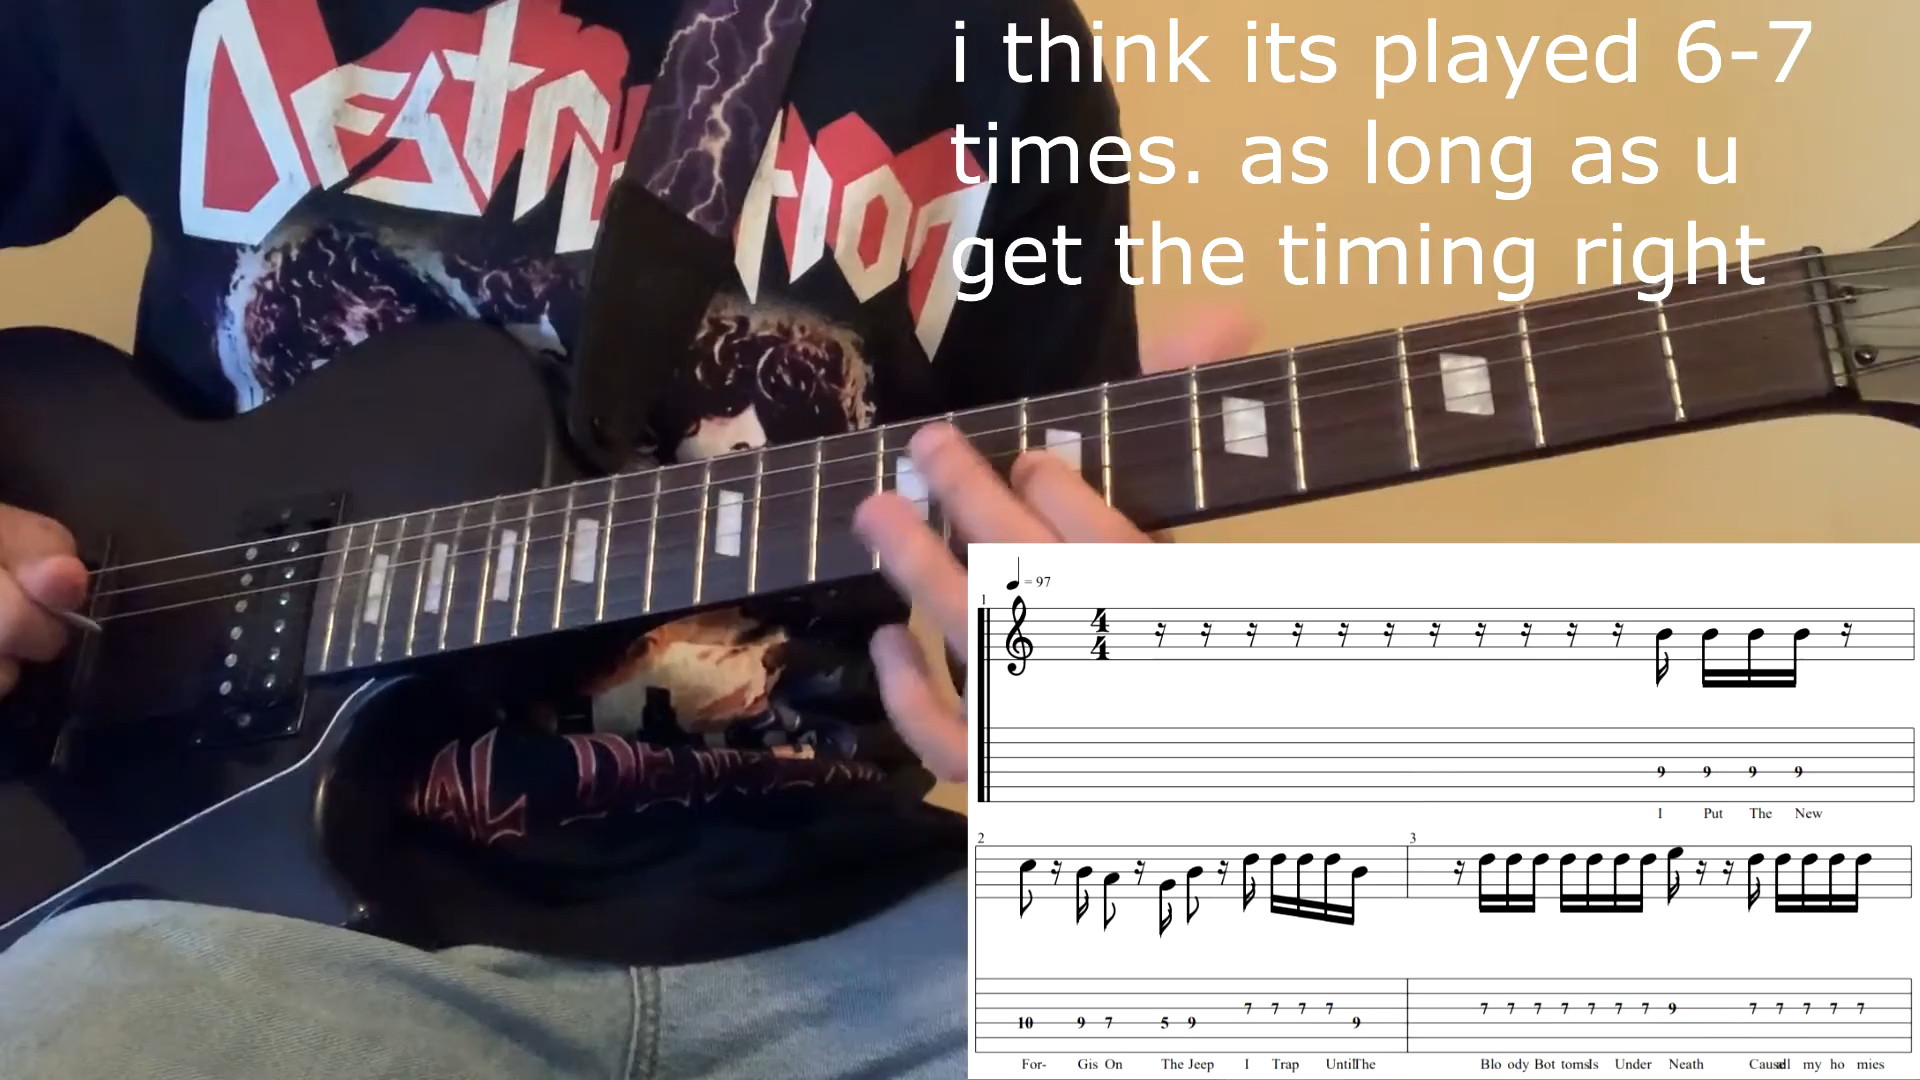 i think its played 6-7
times. as long as u
get the timing right
DESTRUCTION
= 97
1
4
4
9 9 9 9
I Put The New
2 3
10 9 7 5 9 7 7 7 7 9 7 7 7 7 7 7 7 9 7 7 7 7 7
For- Gis On The Jeep I Trap Until The Blo ody Bot toms Is Under Neath Cause all my ho mies